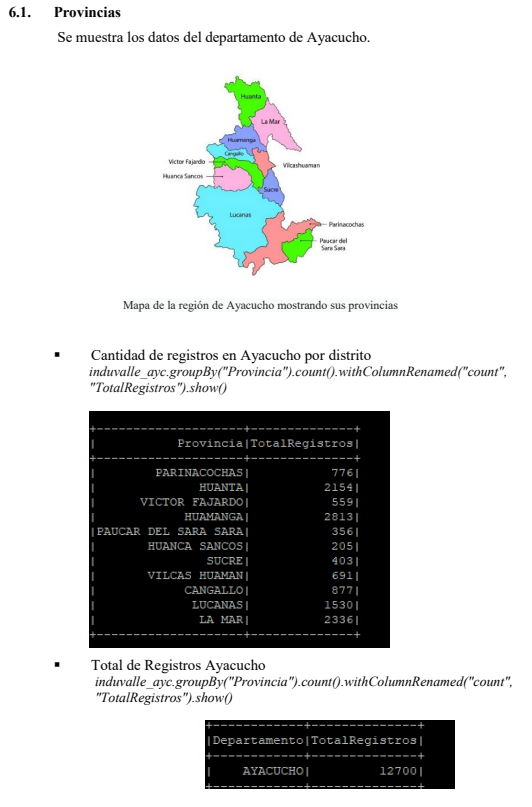 6.1. Provincias
Se muestra los datos del departamento de Ayacucho.
Huanta
La Mar
Huamanga
Cangallo
Victor Fajardo
Vilcashuaman
Huanca Sancos
Sucre
Lucanas
Parinacochas
Paucar del
Sara Sara
Mapa de la región de Ayacucho mostrando sus provincias
▪ Cantidad de registros en Ayacucho por distrito
induvalle_ayc.groupBy("Provincia").count().withColumnRenamed("count",
"TotalRegistros").show()
+-------------------+--------------+
| Provincia|TotalRegistros|
+-------------------+--------------+
| PARINACOCHAS| 776|
| HUANTA| 2154|
| VICTOR FAJARDO| 559|
| HUAMANGA| 2813|
|PAUCAR DEL SARA SARA| 356|
| HUANCA SANCOS| 205|
| SUCRE| 403|
| VILCAS HUAMAN| 691|
| CANGALLO| 877|
| LUCANAS| 1530|
| LA MAR| 2336|
+-------------------+--------------+
▪ Total de Registros Ayacucho
induvalle_ayc.groupBy("Provincia").count().withColumnRenamed("count",
"TotalRegistros").show()
+------------+--------------+
|Departamento|TotalRegistros|
+------------+--------------+
| AYACUCHO| 12700|
+------------+--------------+